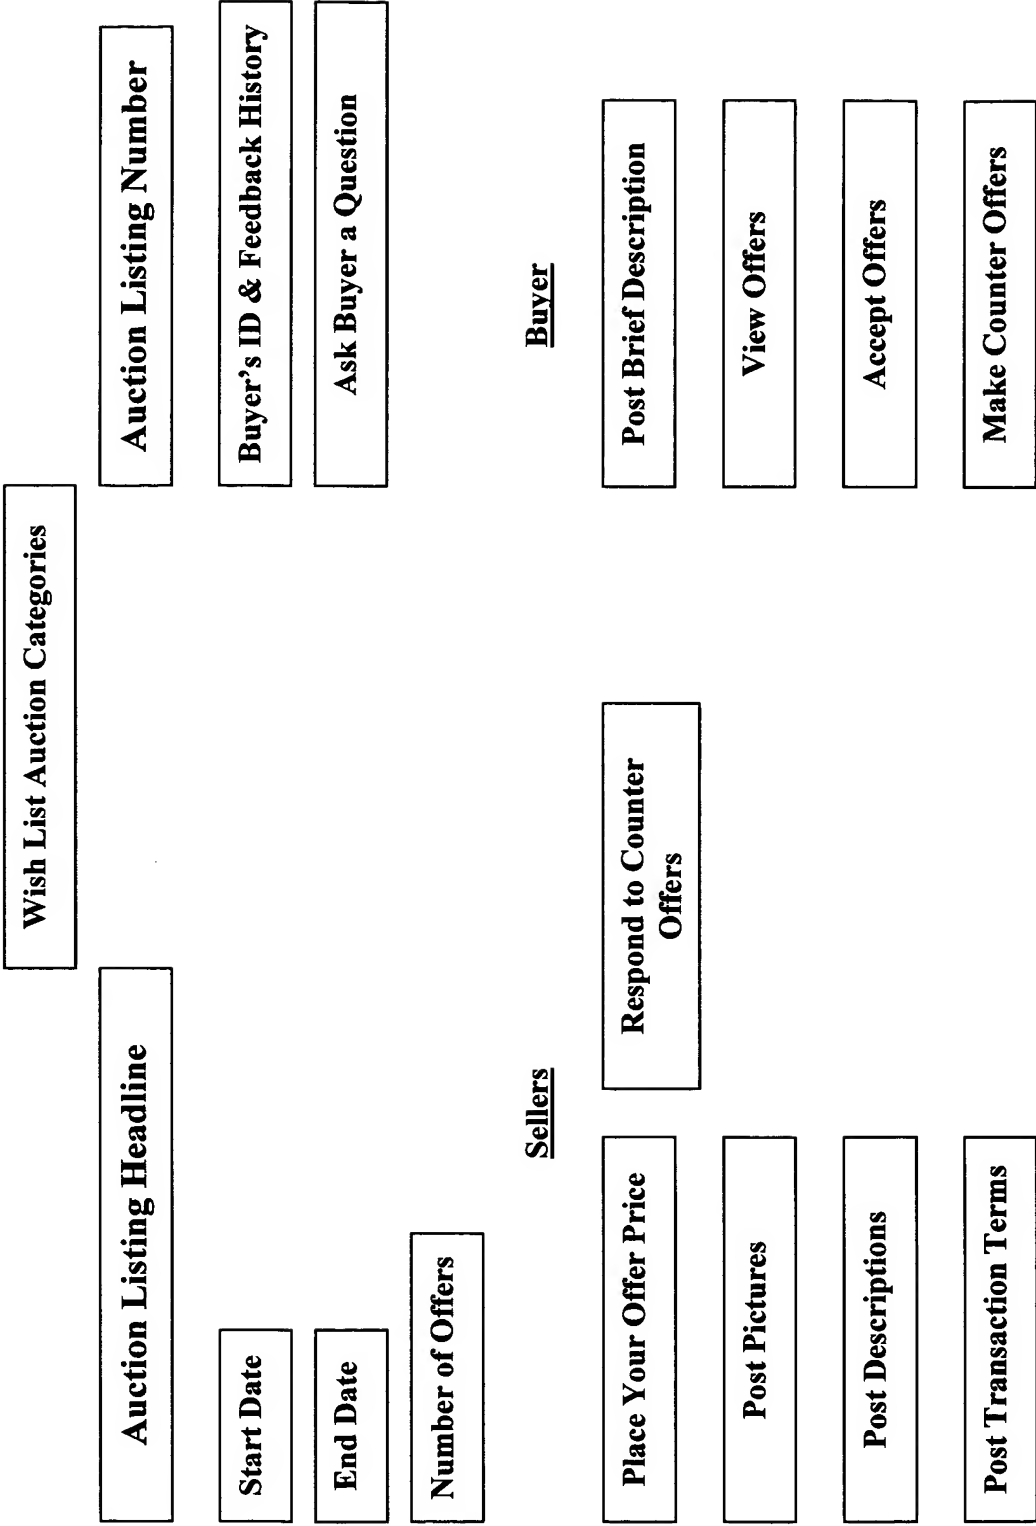 Wish List Auction Categories
Auction Listing Headline
Auction Listing Number
Start Date
Buyer's ID & Feedback History
End Date
Ask Buyer a Question
Number of Offers
Sellers
Buyer
Place Your Offer Price
Respond to Counter
Offers
Post Brief Description
Post Pictures
View Offers
Post Descriptions
Accept Offers
Post Transaction Terms
Make Counter Offers